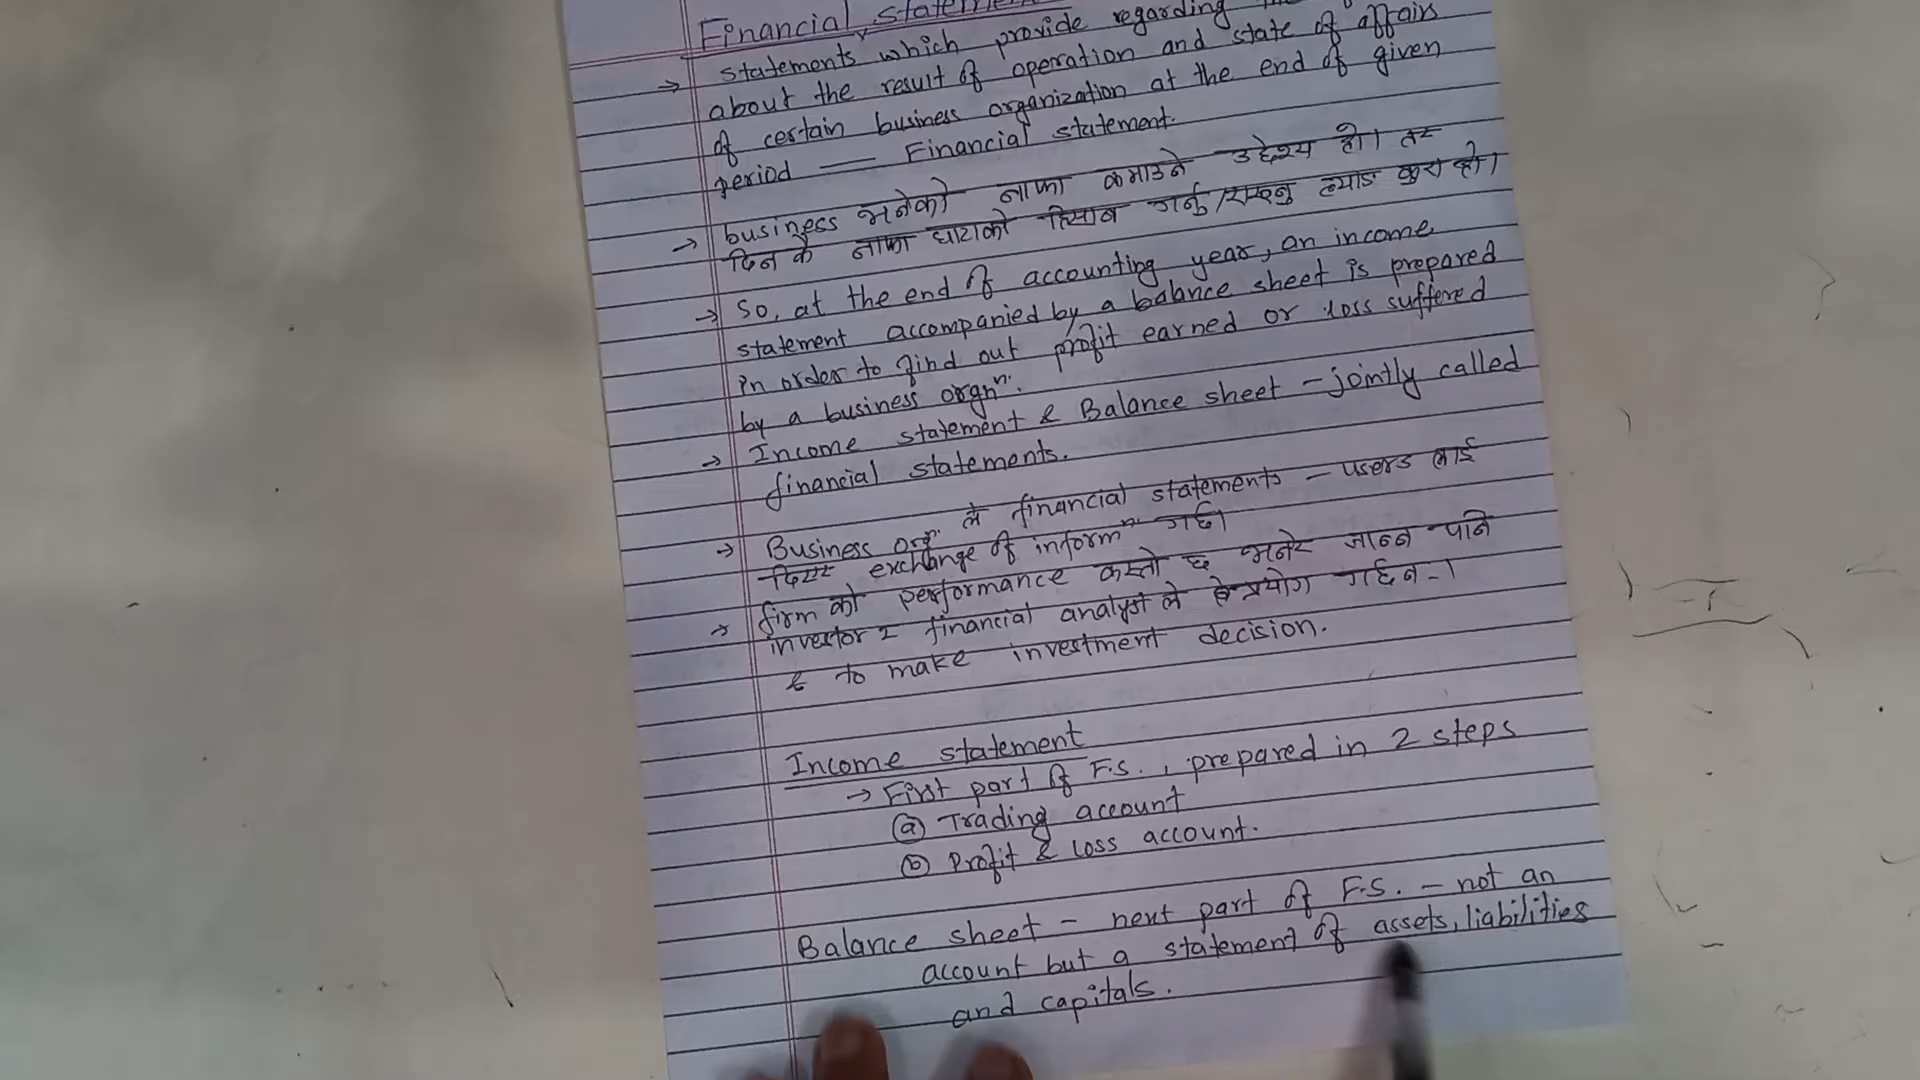 Financial statement
→ statements which provide regarding the
about the result of operation and state of affairs
of certain business organization at the end of given
period — Financial statement.
→ business भनेको नाफा कमाउने उद्देश्य हो। तर
दिन कै नाफा घाटाको हिसाब गर्नु/राख्नु ल्याङ कुरा हो।
→ So, at the end of accounting year, an income
statement accompanied by a balance sheet is prepared
in order to find out profit earned or loss suffered
by a business orgnⁿ.
→ Income statement & Balance sheet – jointly called
financial statements.
→ Business orgⁿ ले financial statements – users लाई
दिएर exchange of informⁿ गर्छ।
→ firm को performance कस्तो छ भनेर जान्न पनि
investor र financial analyst ले प्रयोग गर्छन्।
& to make investment decision.
Income statement
→ First part of F.S., prepared in 2 steps
ⓐ Trading account
ⓑ Profit & loss account.
Balance sheet – next part of F.S. – not an
account but a statement of assets, liabilities
and capitals.